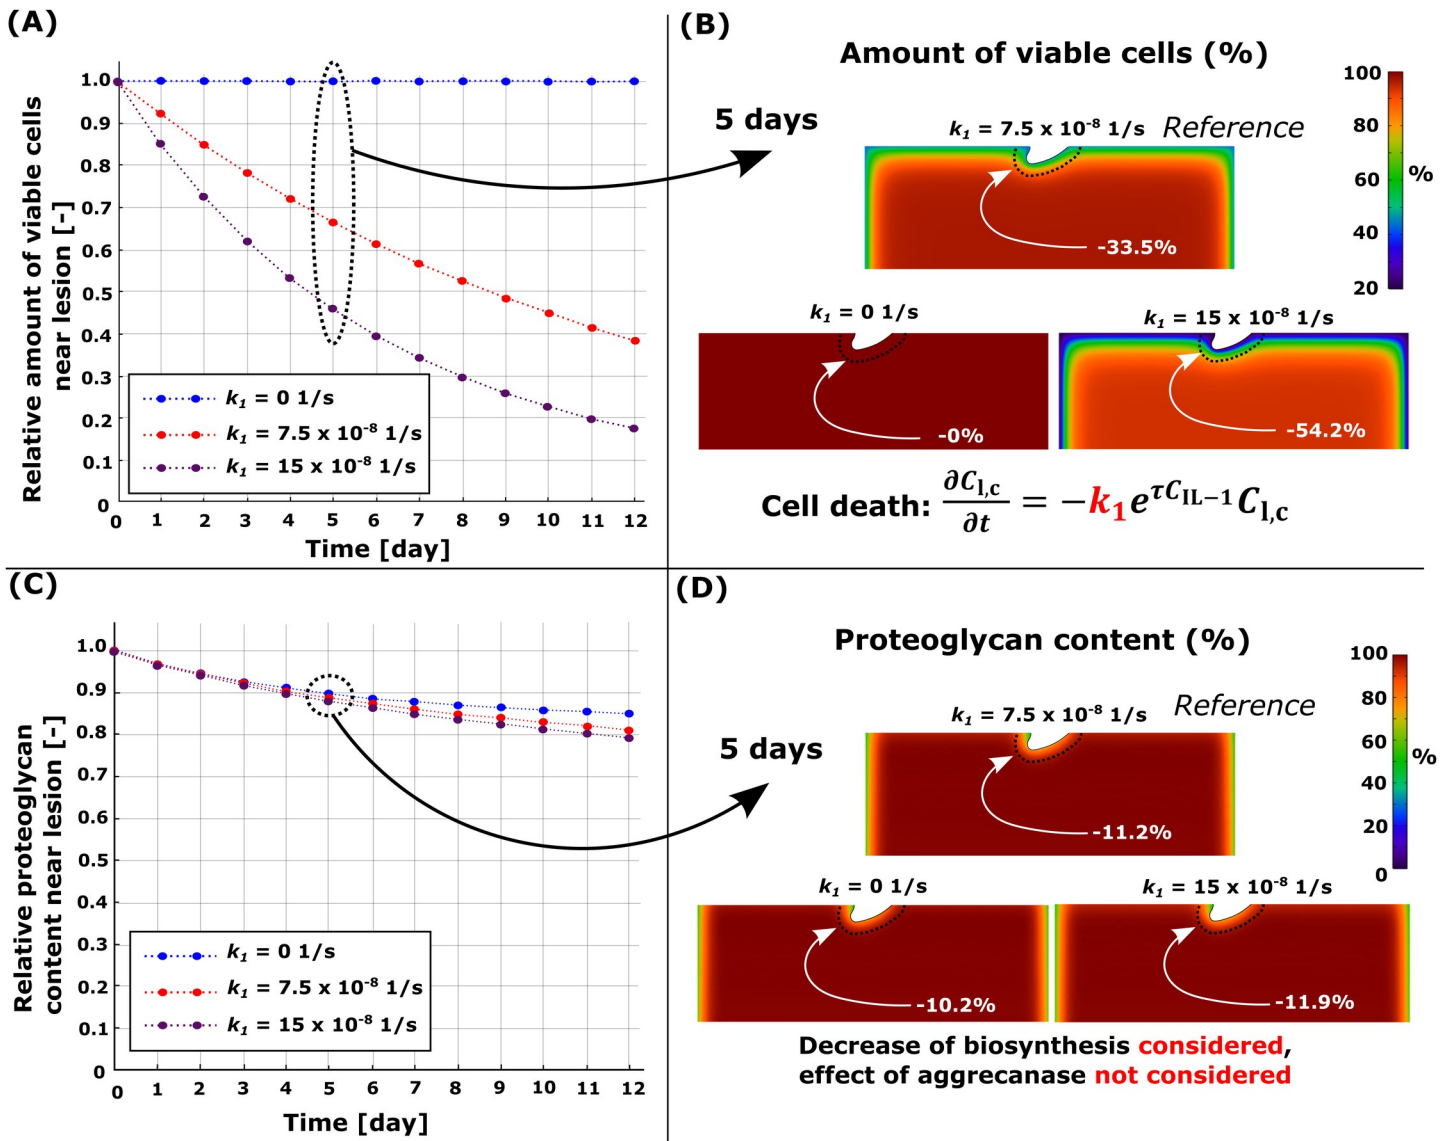 (A)
Relative amount of viable cells
near lesion [-]
1.0
0.9
0.8
0.7
0.6
0.5
0.4
0.3
0.2
0.1
0
k₁ = 0 1/s
k₁ = 7.5 x 10⁻⁸ 1/s
k₁ = 15 x 10⁻⁸ 1/s
0 1 2 3 4 5 6 7 8 9 10 11 12
Time [day]
(B)
Amount of viable cells (%)
5 days
k₁ = 7.5 x 10⁻⁸ 1/s Reference
-33.5%
100
80
60
40
20
%
k₁ = 0 1/s
-0%
k₁ = 15 x 10⁻⁸ 1/s
-54.2%
Cell death: ∂C_{l,c}/∂t = −k₁e^{τC_{IL−1}}C_{l,c}
(C)
Relative proteoglycan
content near lesion [-]
1.0
0.9
0.8
0.7
0.6
0.5
0.4
0.3
0.2
0.1
0
k₁ = 0 1/s
k₁ = 7.5 x 10⁻⁸ 1/s
k₁ = 15 x 10⁻⁸ 1/s
0 1 2 3 4 5 6 7 8 9 10 11 12
Time [day]
(D)
Proteoglycan content (%)
5 days
k₁ = 7.5 x 10⁻⁸ 1/s Reference
-11.2%
100
80
60
40
20
0
%
k₁ = 0 1/s
-10.2%
k₁ = 15 x 10⁻⁸ 1/s
-11.9%
Decrease of biosynthesis considered,
effect of aggrecanase not considered